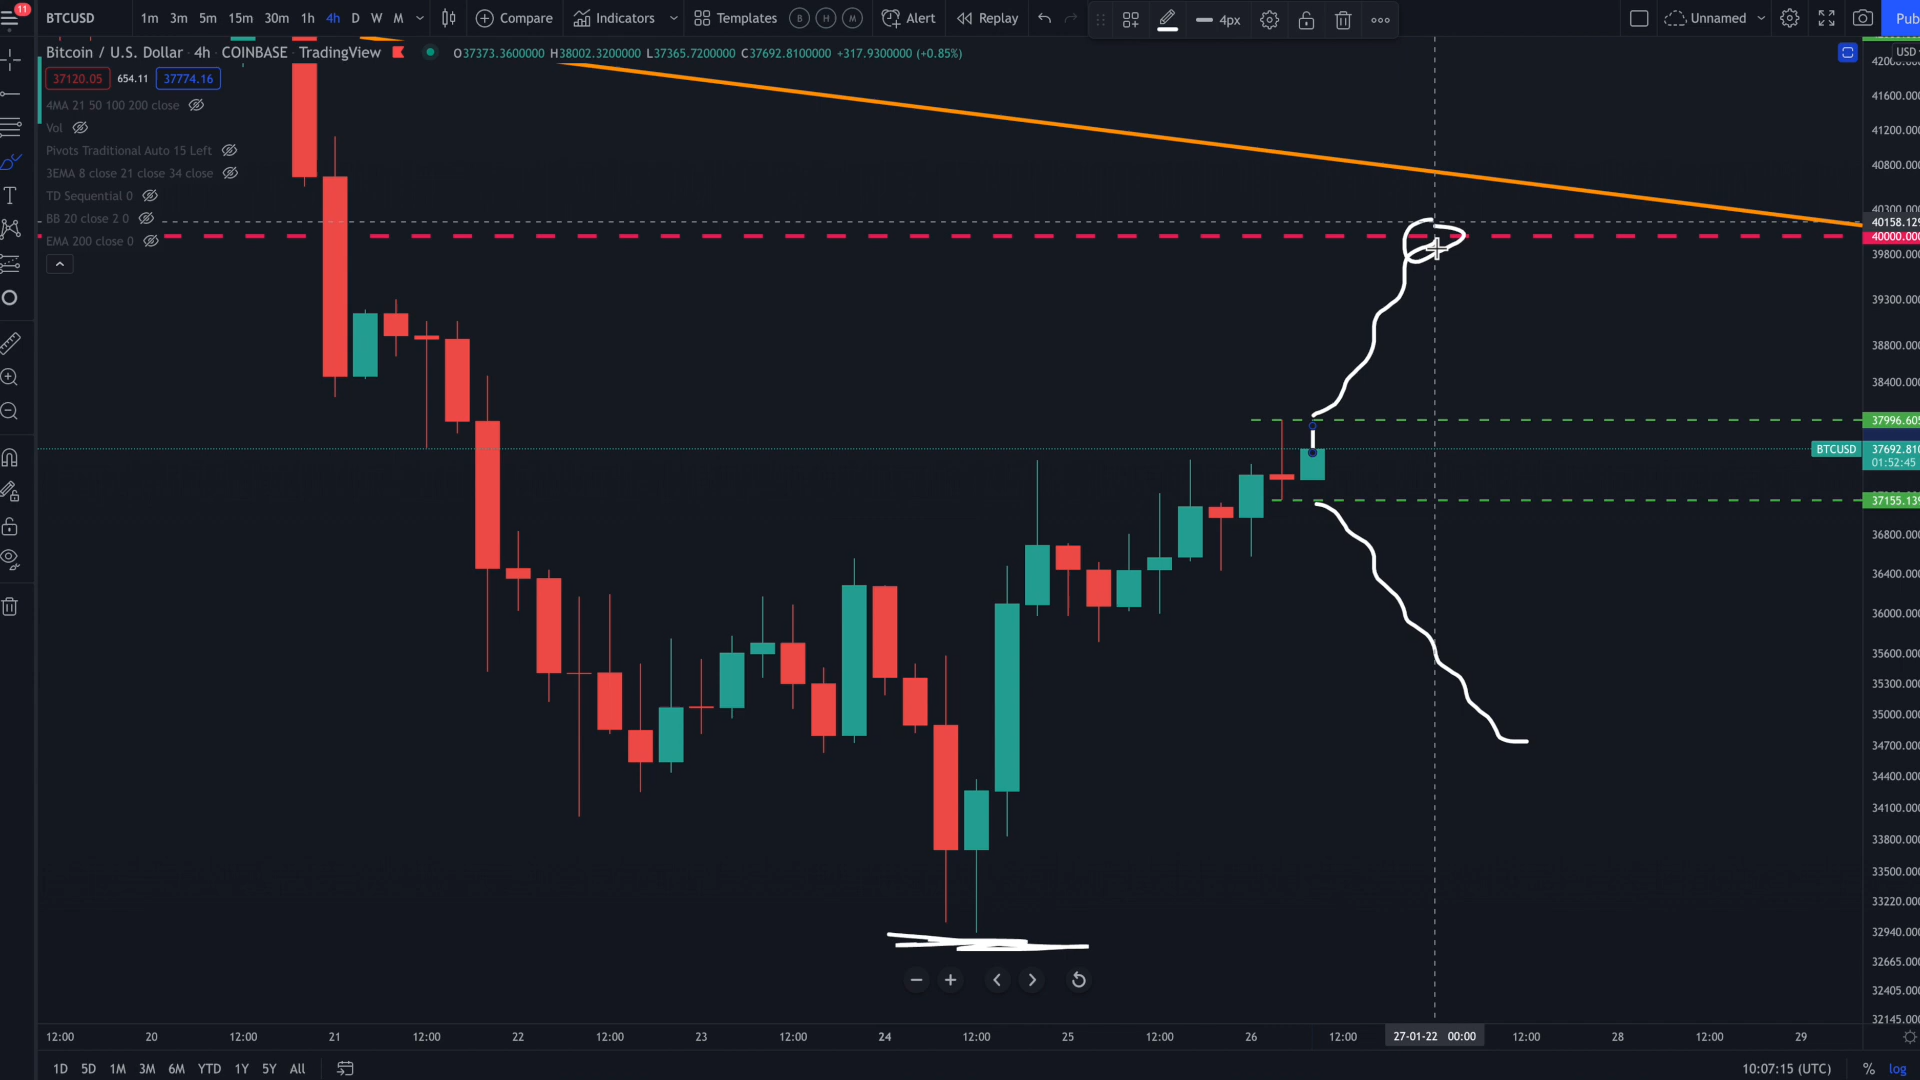 11
BTCUSD 1m 3m 5m 15m 30m 1h 4h D W M Compare Indicators Templates B H M Alert Replay 4px Unnamed Pub
Bitcoin / U.S. Dollar · 4h · COINBASE · TradingView O37373.3600000 H38002.3200000 L37365.7200000 C37692.8100000 +317.9300000 (+0.85%)
USD
37120.05 654.11 37774.16
4MA 21 50 100 200 close
Vol
Pivots Traditional Auto 15 Left
3EMA 8 close 21 close 34 close
TD Sequential 0
BB 20 close 2 0
EMA 200 close 0
41600.000
41200.000
40800.000
40300.000
40158.129
40000.000
39800.000
39300.000
38800.000
38400.000
37996.605
BTCUSD 37692.810
01:52:45
37155.139
36800.000
36400.000
36000.000
35600.000
35300.000
35000.000
34700.000
34400.000
34100.000
33800.000
33500.000
33220.000
32940.000
32665.000
32405.000
32145.000
12:00 20 12:00 21 12:00 22 12:00 23 12:00 24 12:00 25 12:00 26 12:00 27-01-22 00:00 12:00 28 12:00 29
1D 5D 1M 3M 6M YTD 1Y 5Y All 10:07:15 (UTC) % log